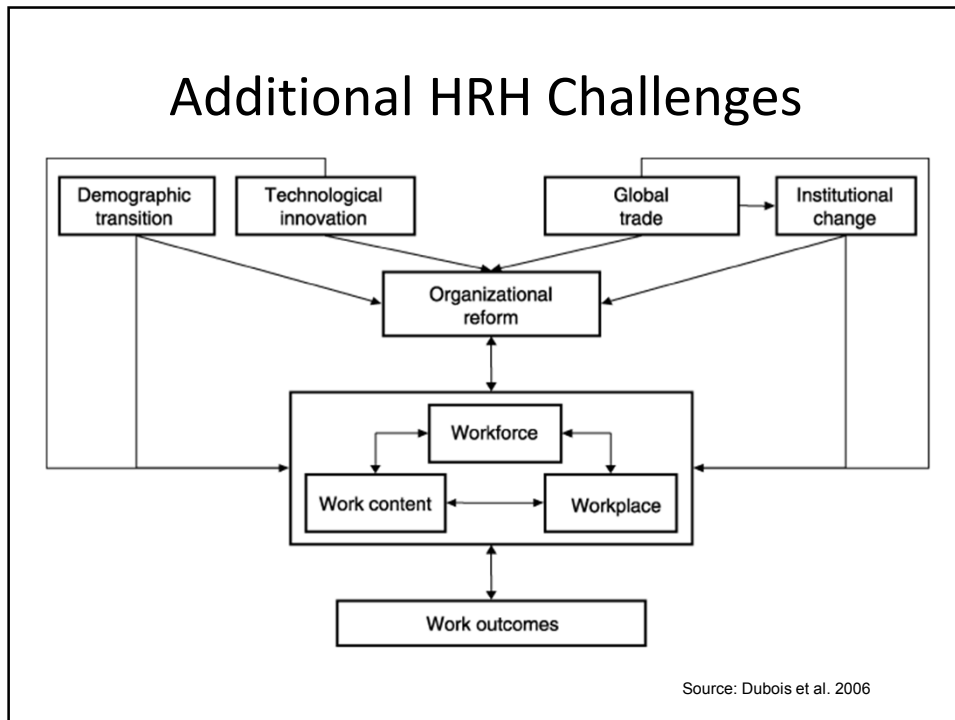 Additional HRH Challenges
Demographic
transition
Technological
innovation
Global
trade
Institutional
change
Organizational
reform
Workforce
Work content
Workplace
Work outcomes
Source: Dubois et al. 2006